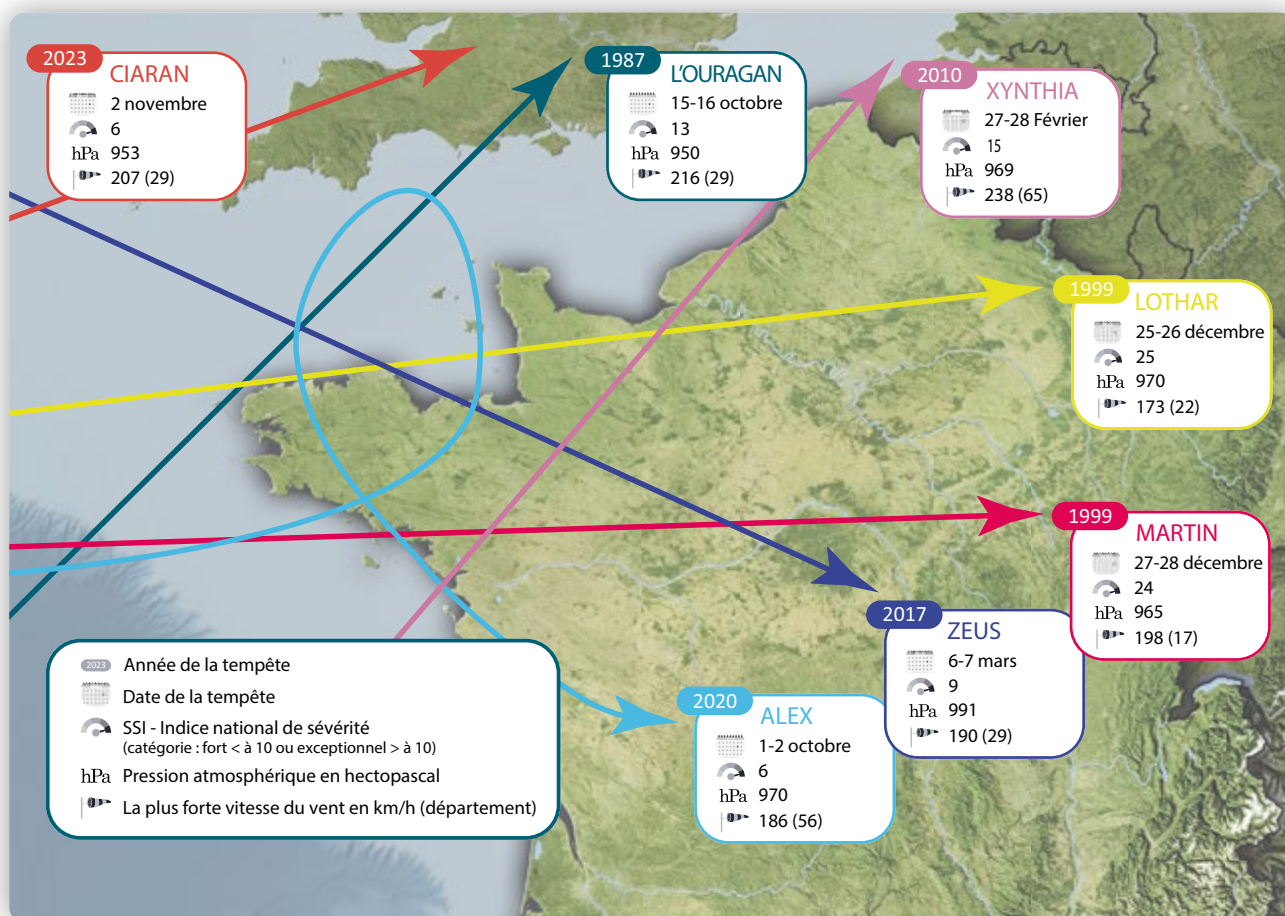 2023
CIARAN
2 novembre
6
hPa 953
207 (29)
1987
L'OURAGAN
15-16 octobre
13
hPa 950
216 (29)
2010
XYNTHIA
27-28 Février
15
hPa 969
238 (65)
1999
LOTHAR
25-26 décembre
25
hPa 970
173 (22)
1999
MARTIN
27-28 décembre
24
hPa 965
198 (17)
2017
ZEUS
6-7 mars
9
hPa 991
190 (29)
2020
ALEX
1-2 octobre
6
hPa 970
186 (56)
2023 Année de la tempête
Date de la tempête
SSI - Indice national de sévérité
(catégorie : fort < à 10 ou exceptionnel > à 10)
hPa Pression atmosphérique en hectopascal
La plus forte vitesse du vent en km/h (département)